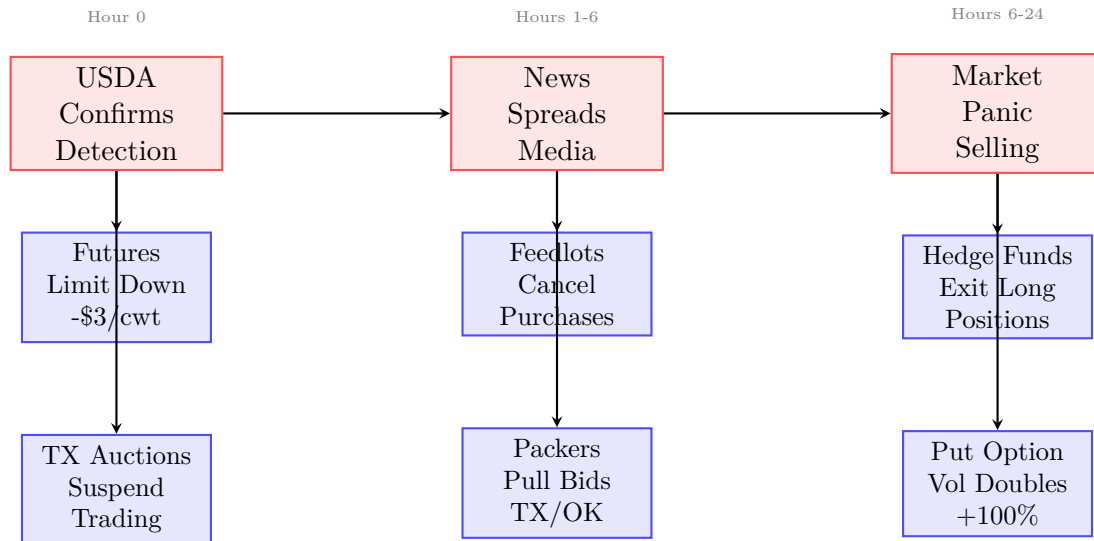 Hour 0
Hours 1-6
Hours 6-24
USDA
Confirms
Detection
News
Spreads
Media
Market
Panic
Selling
Futures
Limit Down
-$3/cwt
Feedlots
Cancel
Purchases
Hedge Funds
Exit Long
Positions
TX Auctions
Suspend
Trading
Packers
Pull Bids
TX/OK
Put Option
Vol Doubles
+100%